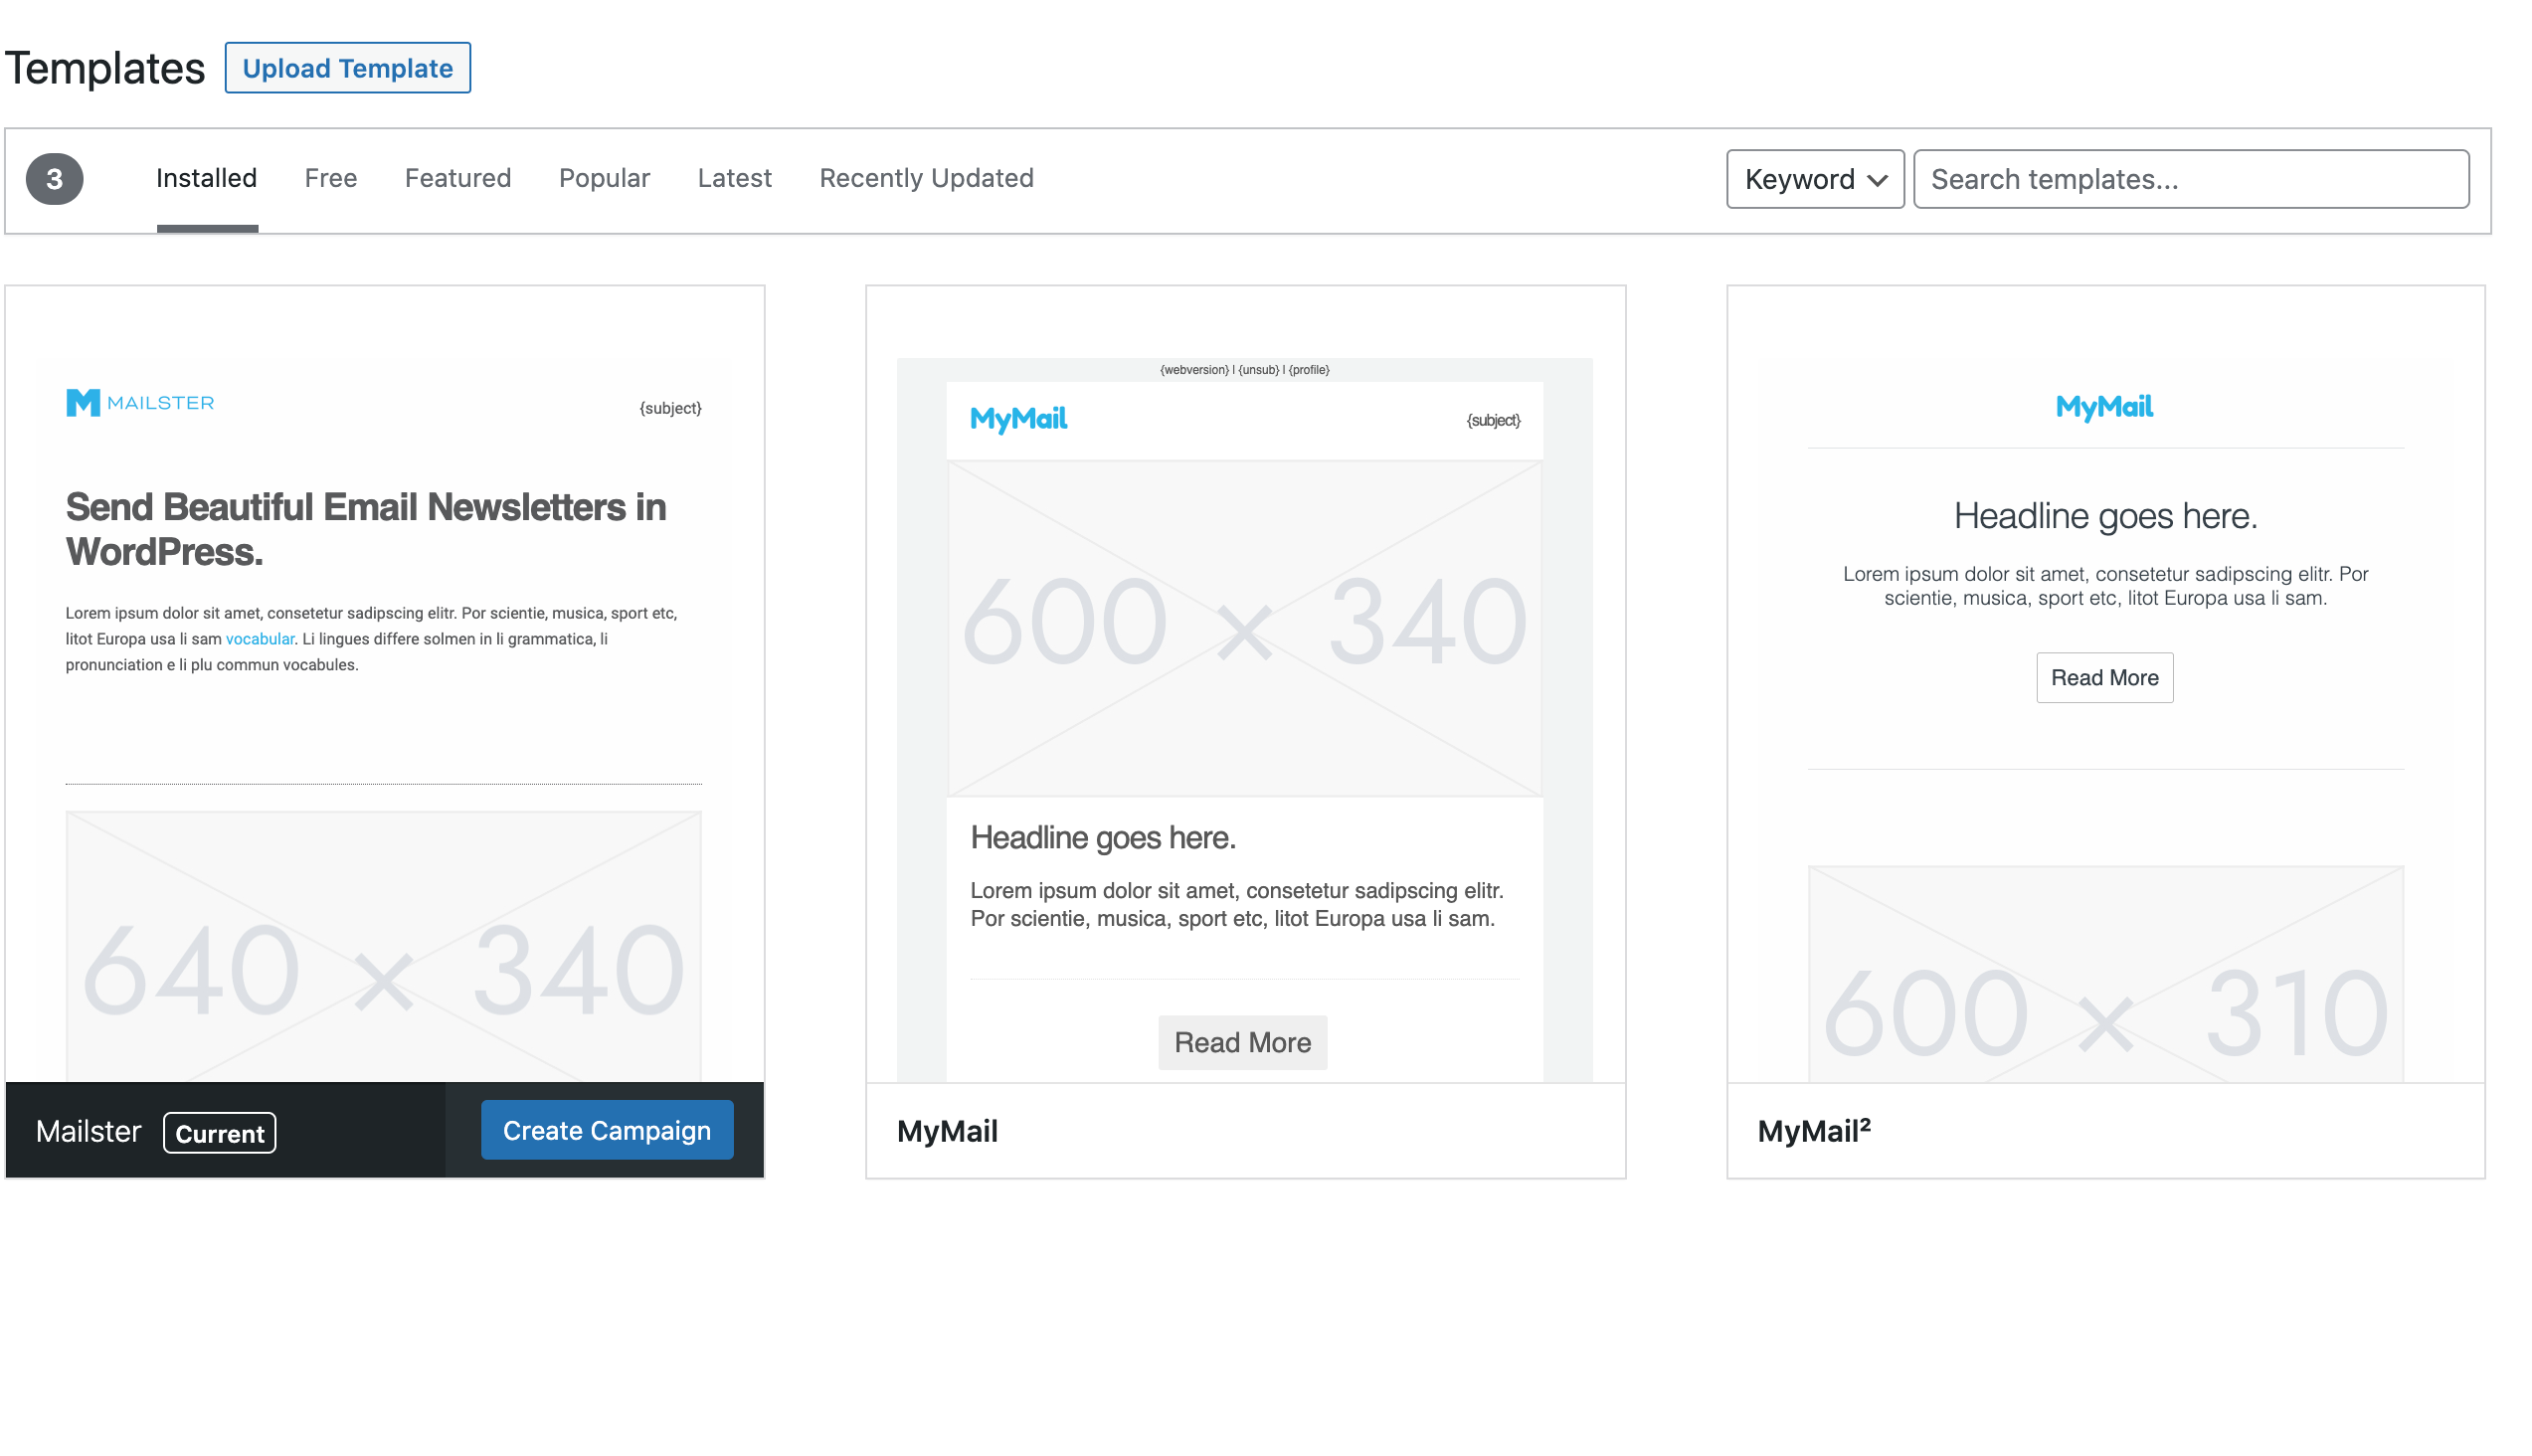 Templates Upload Template
3 Installed Free Featured Popular Latest Recently Updated Keyword Search templates...
MAILSTER {subject}
Send Beautiful Email Newsletters in
WordPress.
Lorem ipsum dolor sit amet, consetetur sadipscing elitr. Por scientie, musica, sport etc,
litot Europa usa li sam vocabular. Li lingues differe solmen in li grammatica, li
pronunciation e li plu commun vocabules.
640 × 340
Mailster Current Create Campaign
{webversion} | {unsub} | {profile}
MyMail {subject}
600 × 340
Headline goes here.
Lorem ipsum dolor sit amet, consetetur sadipscing elitr.
Por scientie, musica, sport etc, litot Europa usa li sam.
Read More
MyMail
MyMail
Headline goes here.
Lorem ipsum dolor sit amet, consetetur sadipscing elitr. Por
scientie, musica, sport etc, litot Europa usa li sam.
Read More
600 × 310
MyMail²